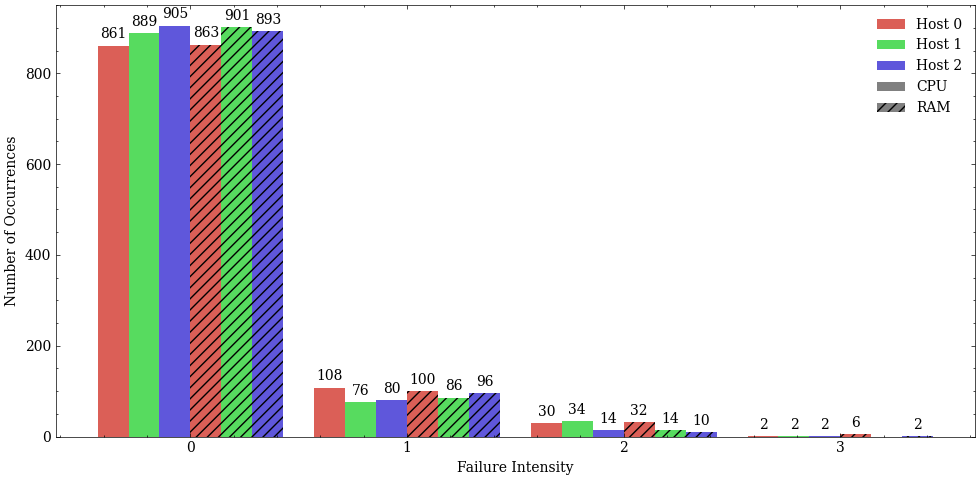 861 889 905 863 901 893
108 76 80 100 86 96
30 34 14 32 14 10
2 2 2 6 2
Host 0
Host 1
Host 2
CPU
RAM
800
600
400
200
0
Number of Occurrences
0 1 2 3
Failure Intensity